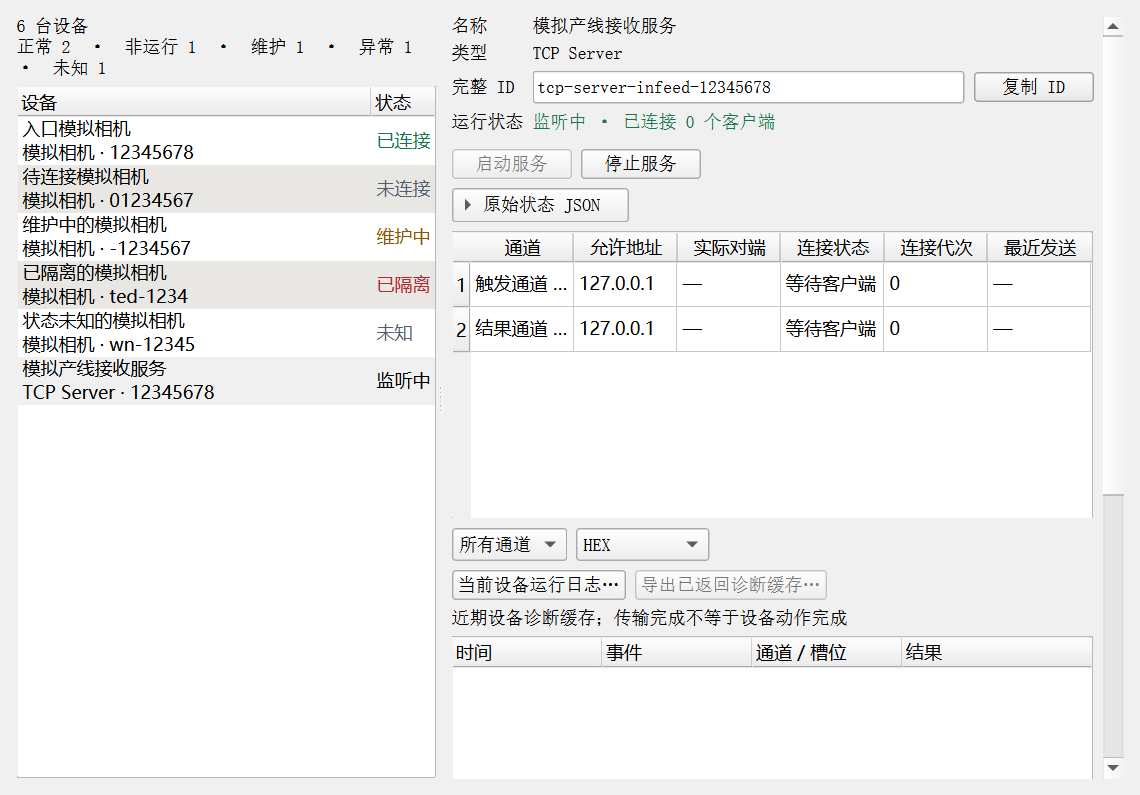 6 台设备
正常 2 • 非运行 1 • 维护 1 • 异常 1
• 未知 1
设备 状态
入口模拟相机
模拟相机 · 12345678
已连接
待连接模拟相机
模拟相机 · 01234567
未连接
维护中的模拟相机
模拟相机 · -1234567
维护中
已隔离的模拟相机
模拟相机 · ted-1234
已隔离
状态未知的模拟相机
模拟相机 · wn-12345
未知
模拟产线接收服务
TCP Server · 12345678
监听中
名称 模拟产线接收服务
类型 TCP Server
完整 ID tcp-server-infeed-12345678 复制 ID
运行状态 监听中 • 已连接 0 个客户端
启动服务 停止服务
原始状态 JSON
通道 允许地址 实际对端 连接状态 连接代次 最近发送
1 触发通道 ... 127.0.0.1 — 等待客户端 0 —
2 结果通道 ... 127.0.0.1 — 等待客户端 0 —
所有通道 HEX
当前设备运行日志… 导出已返回诊断缓存…
近期设备诊断缓存；传输完成不等于设备动作完成
时间 事件 通道 / 槽位 结果